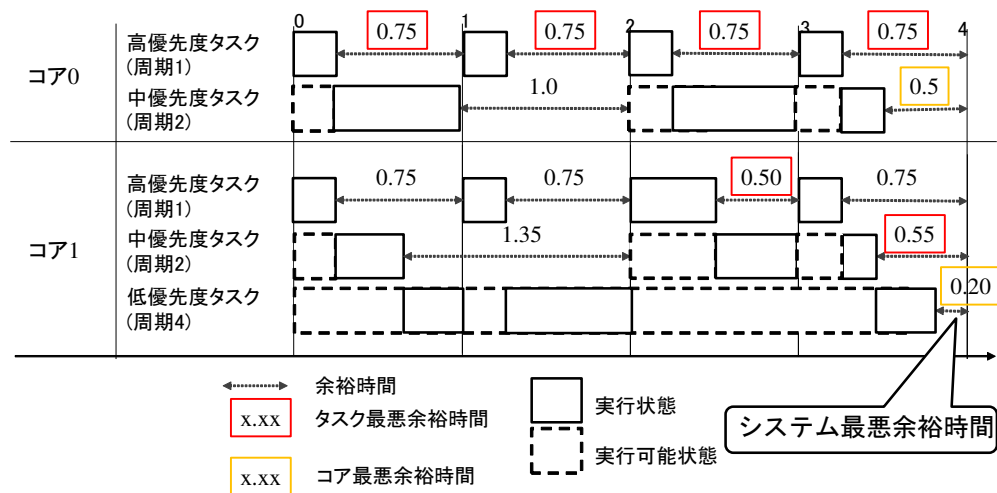 0 1 2 3 4
コア0
高優先度タスク
(周期1)
0.75 0.75 0.75 0.75
中優先度タスク
(周期2)
1.0 0.5
コア1
高優先度タスク
(周期1)
0.75 0.75 0.50 0.75
中優先度タスク
(周期2)
1.35 0.55
低優先度タスク
(周期4)
0.20
余裕時間
x.xx タスク最悪余裕時間
x.xx コア最悪余裕時間
実行状態
実行可能状態
システム最悪余裕時間